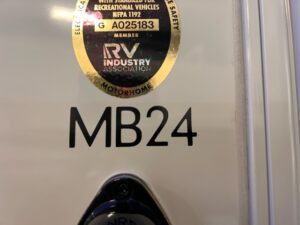 WITH STANDARDS FOR
RECREATIONAL VEHICLES
NFPA 1192
G A025183
MEMBER
RV
INDUSTRY
ASSOCIATION
MOTORHOME
MB24